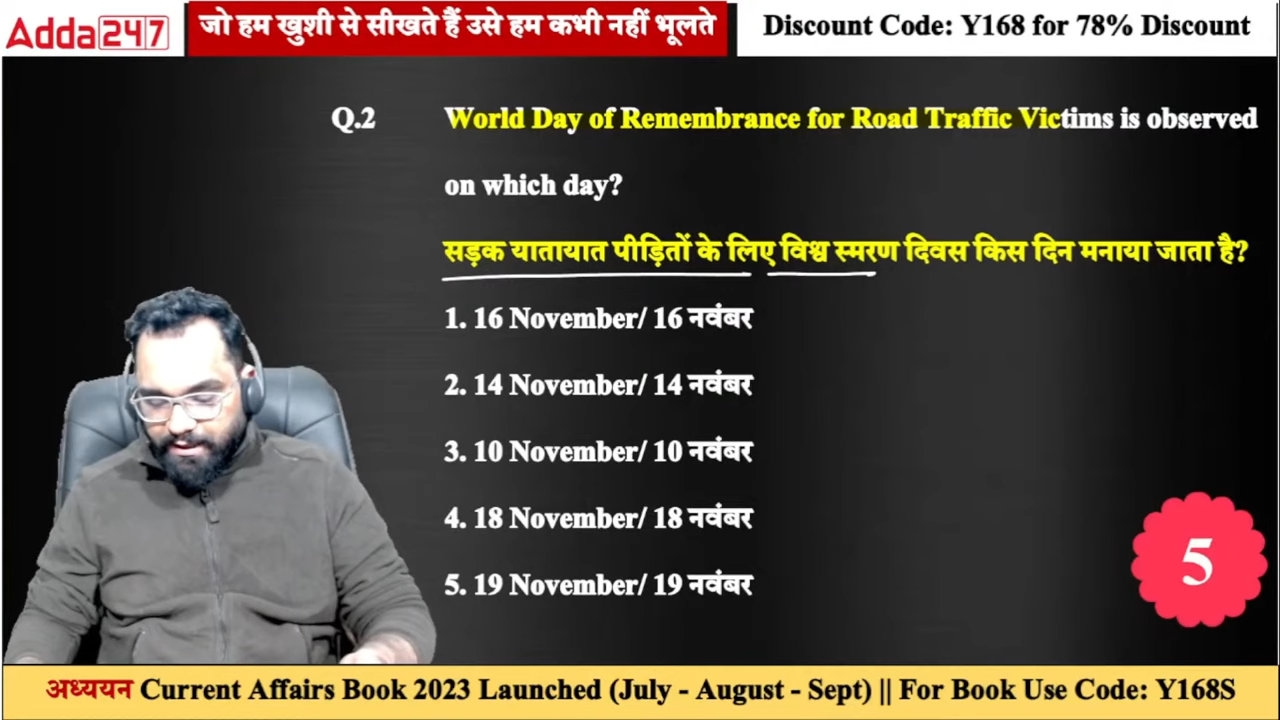 Adda247
जो हम खुशी से सीखते हैं उसे हम कभी नहीं भूलते
Discount Code: Y168 for 78% Discount
Q.2 World Day of Remembrance for Road Traffic Victims is observed
on which day?
सड़क यातायात पीड़ितों के लिए विश्व स्मरण दिवस किस दिन मनाया जाता है?
1. 16 November/ 16 नवंबर
2. 14 November/ 14 नवंबर
3. 10 November/ 10 नवंबर
4. 18 November/ 18 नवंबर
5. 19 November/ 19 नवंबर
5
अध्ययन Current Affairs Book 2023 Launched (July - August - Sept) || For Book Use Code: Y168S